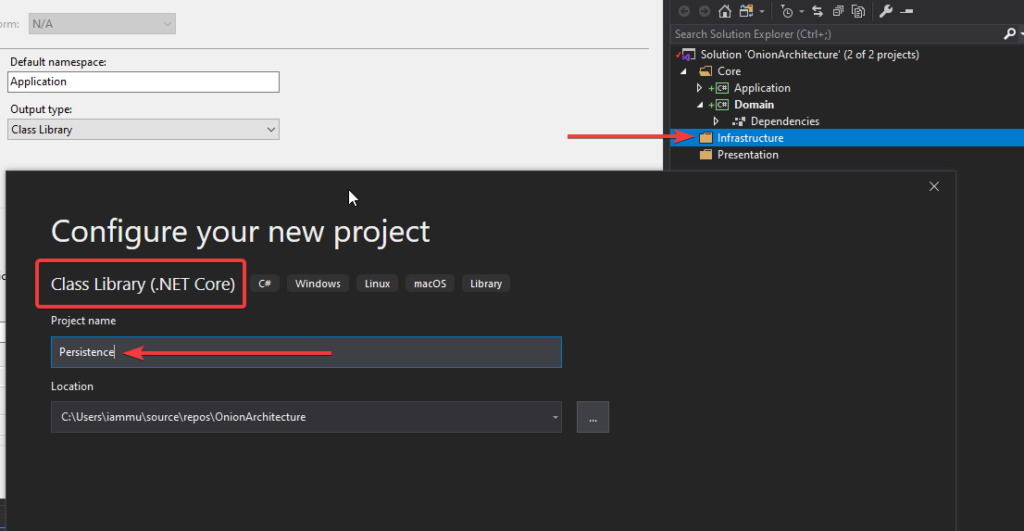 N/A
Default namespace:
Application
Output type:
Class Library
Search Solution Explorer (Ctrl+;)
Solution 'OnionArchitecture' (2 of 2 projects)
Core
Application
Domain
Dependencies
Infrastructure
Presentation
Configure your new project
Class Library (.NET Core)
C# Windows Linux macOS Library
Project name
Persistence
Location
C:\Users\iammu\source\repos\OnionArchitecture
...